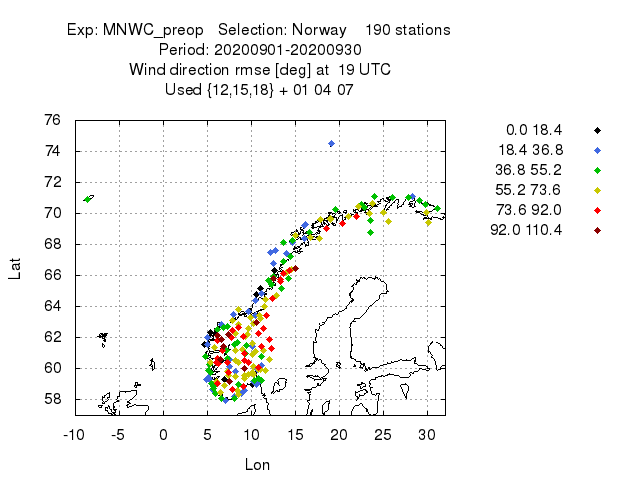 Exp: MNWC_preop Selection: Norway 190 stations
Period: 20200901-20200930
Wind direction rmse [deg] at 19 UTC
Used {12,15,18} + 01 04 07
76
74
72
70
68
66
64
62
60
58
Lat
-10 -5 0 5 10 15 20 25 30
Lon
0.0 18.4
18.4 36.8
36.8 55.2
55.2 73.6
73.6 92.0
92.0 110.4